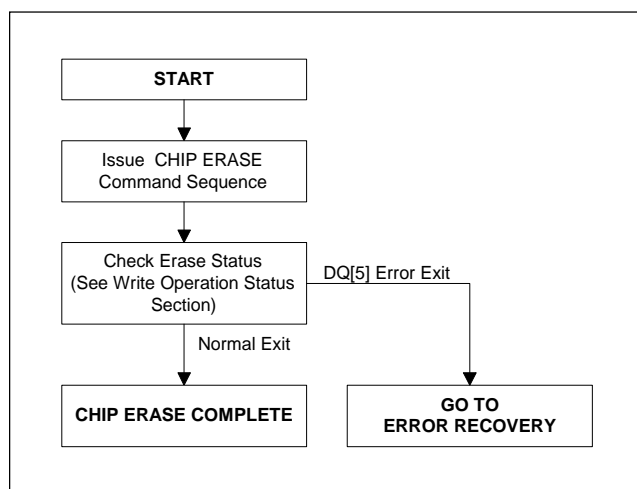 START
Issue CHIP ERASE
Command Sequence
Check Erase Status
(See Write Operation Status
Section)
DQ[5] Error Exit
Normal Exit
CHIP ERASE COMPLETE
GO TO
ERROR RECOVERY